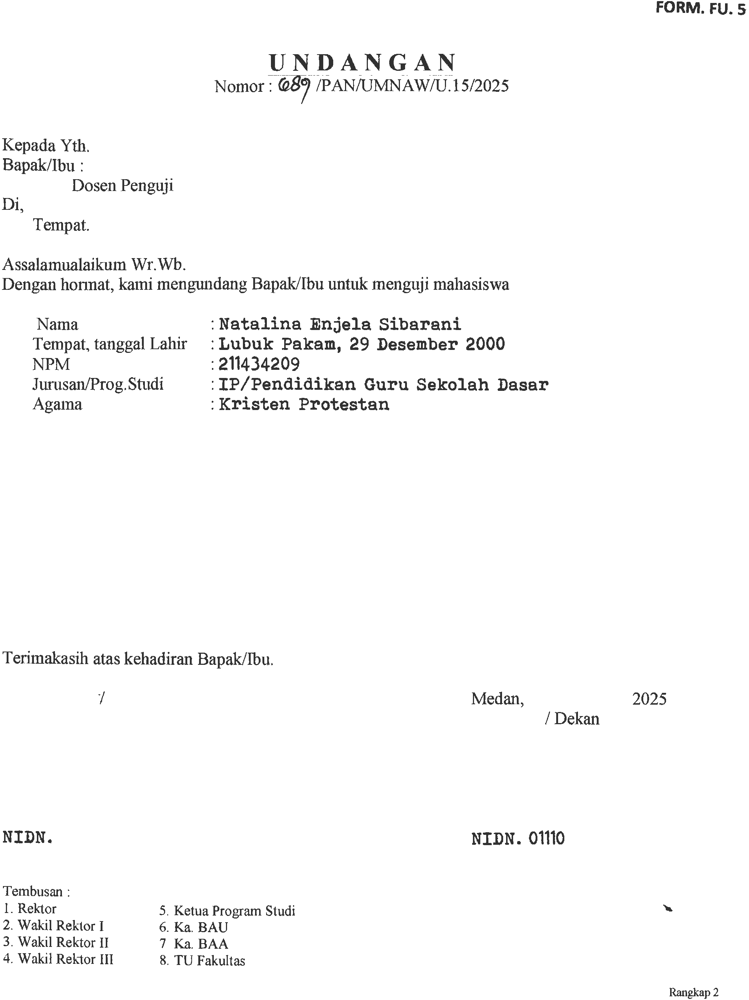 FORM. FU. 5
U N D A N G A N
Nomor : 689 /PAN/UMNAW/U.15/2025
Kepada Yth.
Bapak/Ibu :
Dosen Penguji
Di,
Tempat.
Assalamualaikum Wr.Wb.
Dengan hormat, kami mengundang Bapak/Ibu untuk menguji mahasiswa
Nama : Natalina Enjela Sibarani
Tempat, tanggal Lahir : Lubuk Pakam, 29 Desember 2000
NPM : 211434209
Jurusan/Prog.Studi : IP/Pendidikan Guru Sekolah Dasar
Agama : Kristen Protestan
Terimakasih atas kehadiran Bapak/Ibu.
/ Medan, 2025
/ Dekan
NIDN. NIDN. 01110
Tembusan :
1. Rektor 5. Ketua Program Studi
2. Wakil Rektor I 6. Ka. BAU
3. Wakil Rektor II 7 Ka. BAA
4. Wakil Rektor III 8. TU Fakultas
Rangkap 2